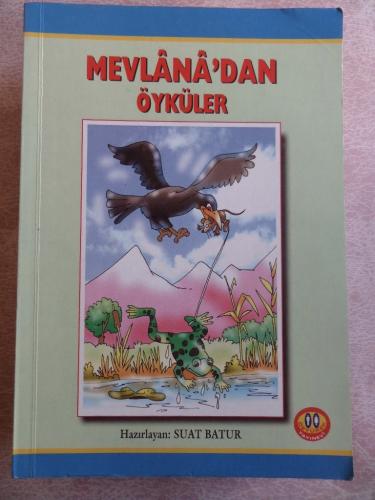 MEVLÂNÂ'DAN
ÖYKÜLER
Hazırlayan: SUAT BATUR